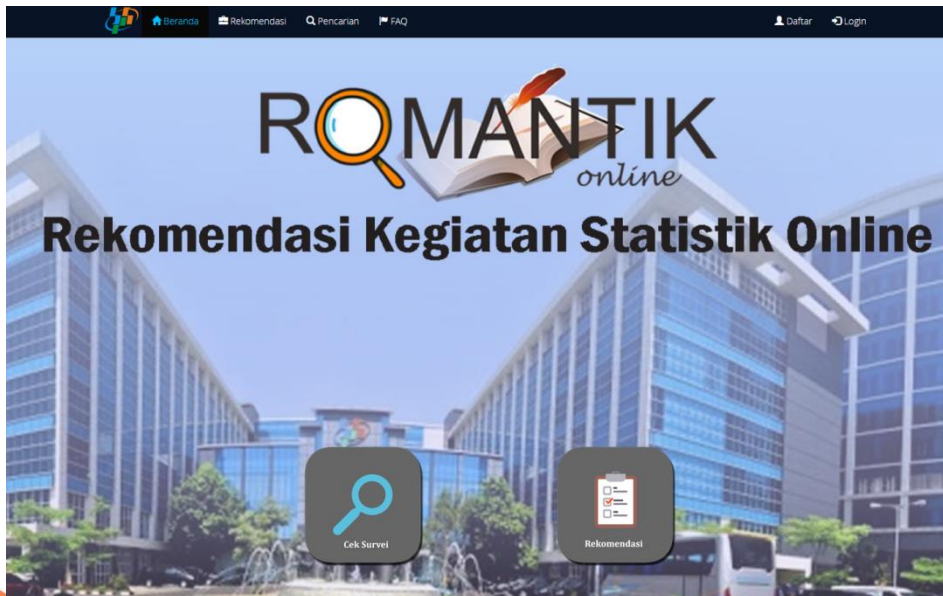 Beranda Rekomendasi Pencarian FAQ Daftar Login
ROMANTIK
online
Rekomendasi Kegiatan Statistik Online
Cek Survei Rekomendasi